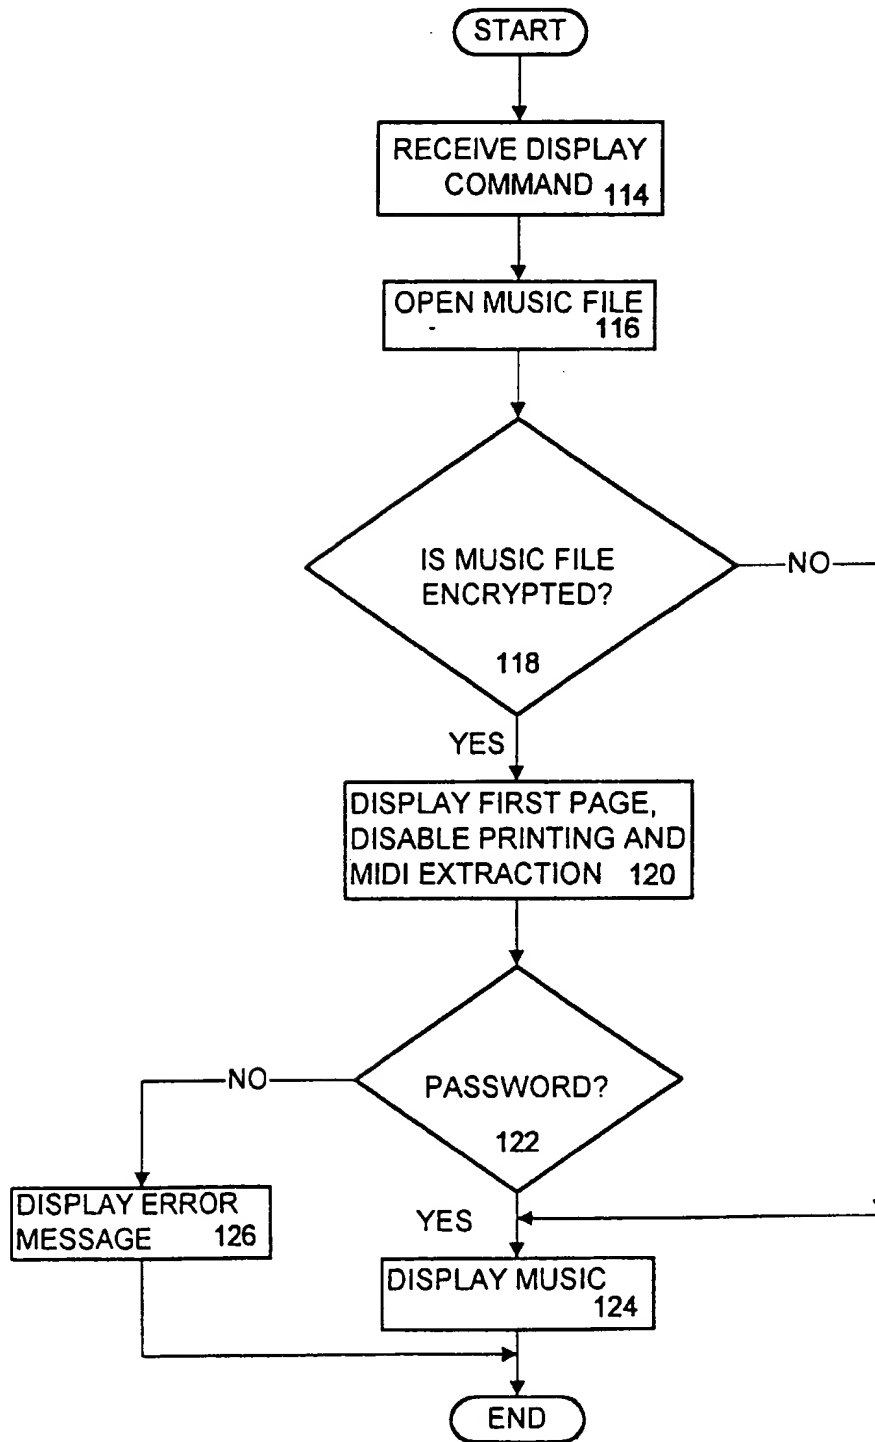 START
RECEIVE DISPLAY
COMMAND 114
OPEN MUSIC FILE
116
IS MUSIC FILE
ENCRYPTED?
NO
118
YES
DISPLAY FIRST PAGE,
DISABLE PRINTING AND
MIDI EXTRACTION 120
NO
PASSWORD?
122
DISPLAY ERROR
MESSAGE 126
YES
DISPLAY MUSIC
124
END